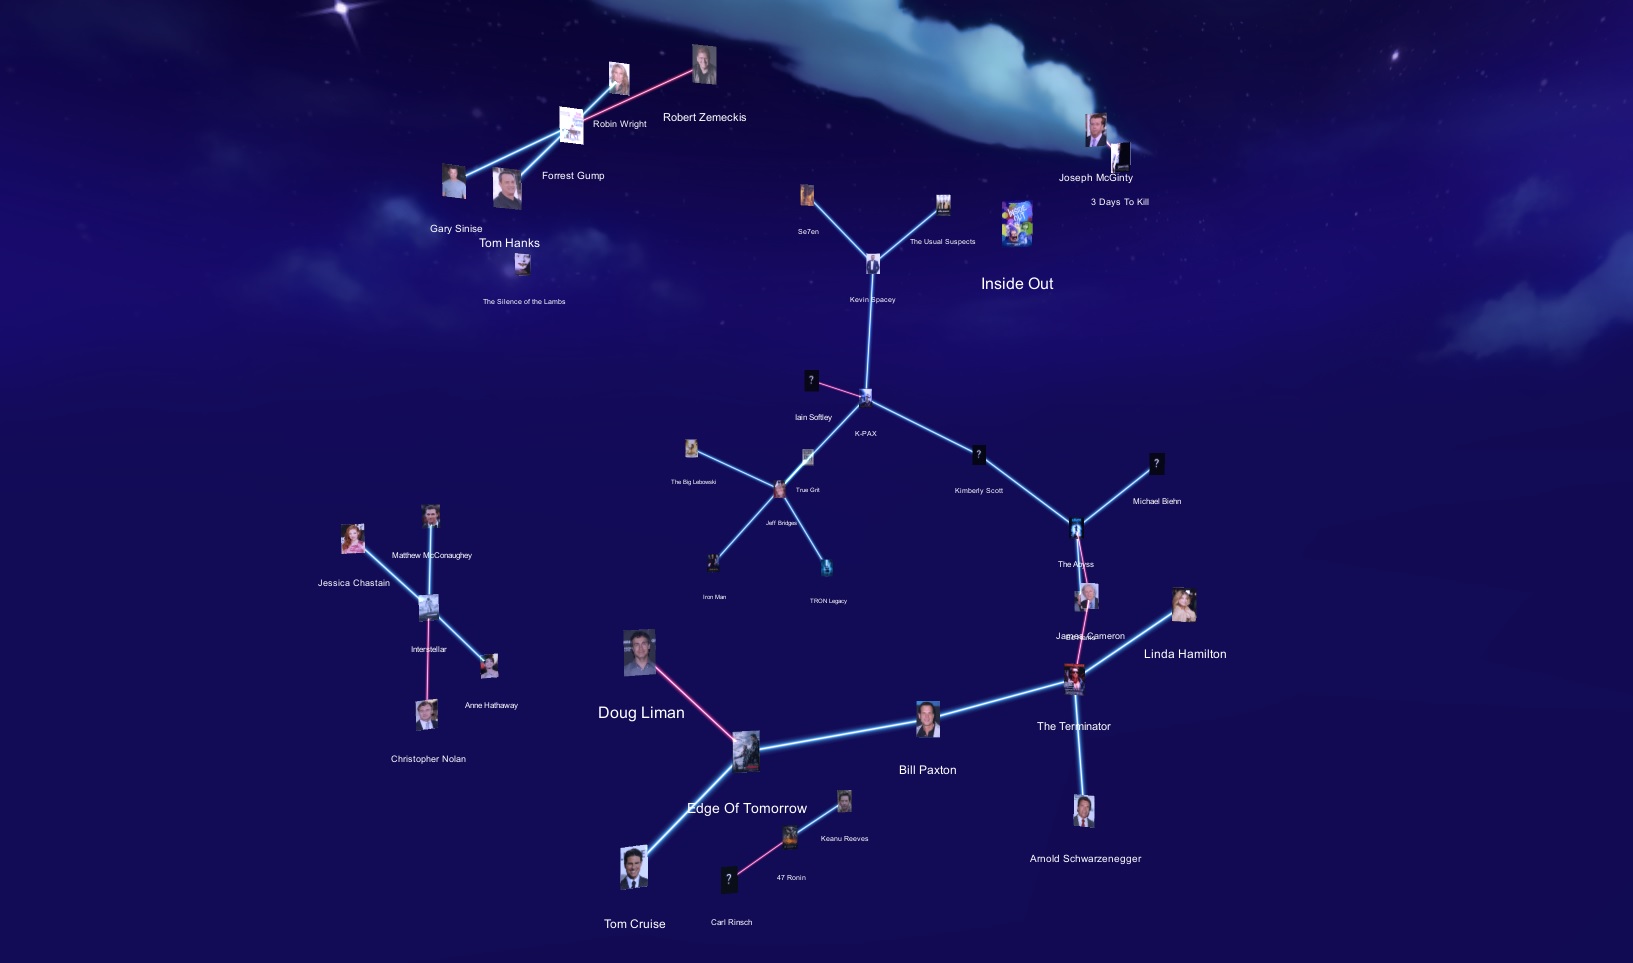 Robin Wright
Robert Zemeckis
Forrest Gump
Joseph McGinty
3 Days To Kill
Gary Sinise
Tom Hanks
Se7en
The Usual Suspects
Inside Out
The Silence of the Lambs
Kevin Spacey
Iain Softley
K-PAX
The Big Lebowski
True Grit
Kimberly Scott
Michael Biehn
Jeff Bridges
Matthew McConaughey
The Abyss
Jessica Chastain
Iron Man
TRON Legacy
James Cameron
Interstellar
Linda Hamilton
Anne Hathaway
Doug Liman
The Terminator
Christopher Nolan
Bill Paxton
Edge Of Tomorrow
Keanu Reeves
Arnold Schwarzenegger
47 Ronin
Carl Rinsch
Tom Cruise